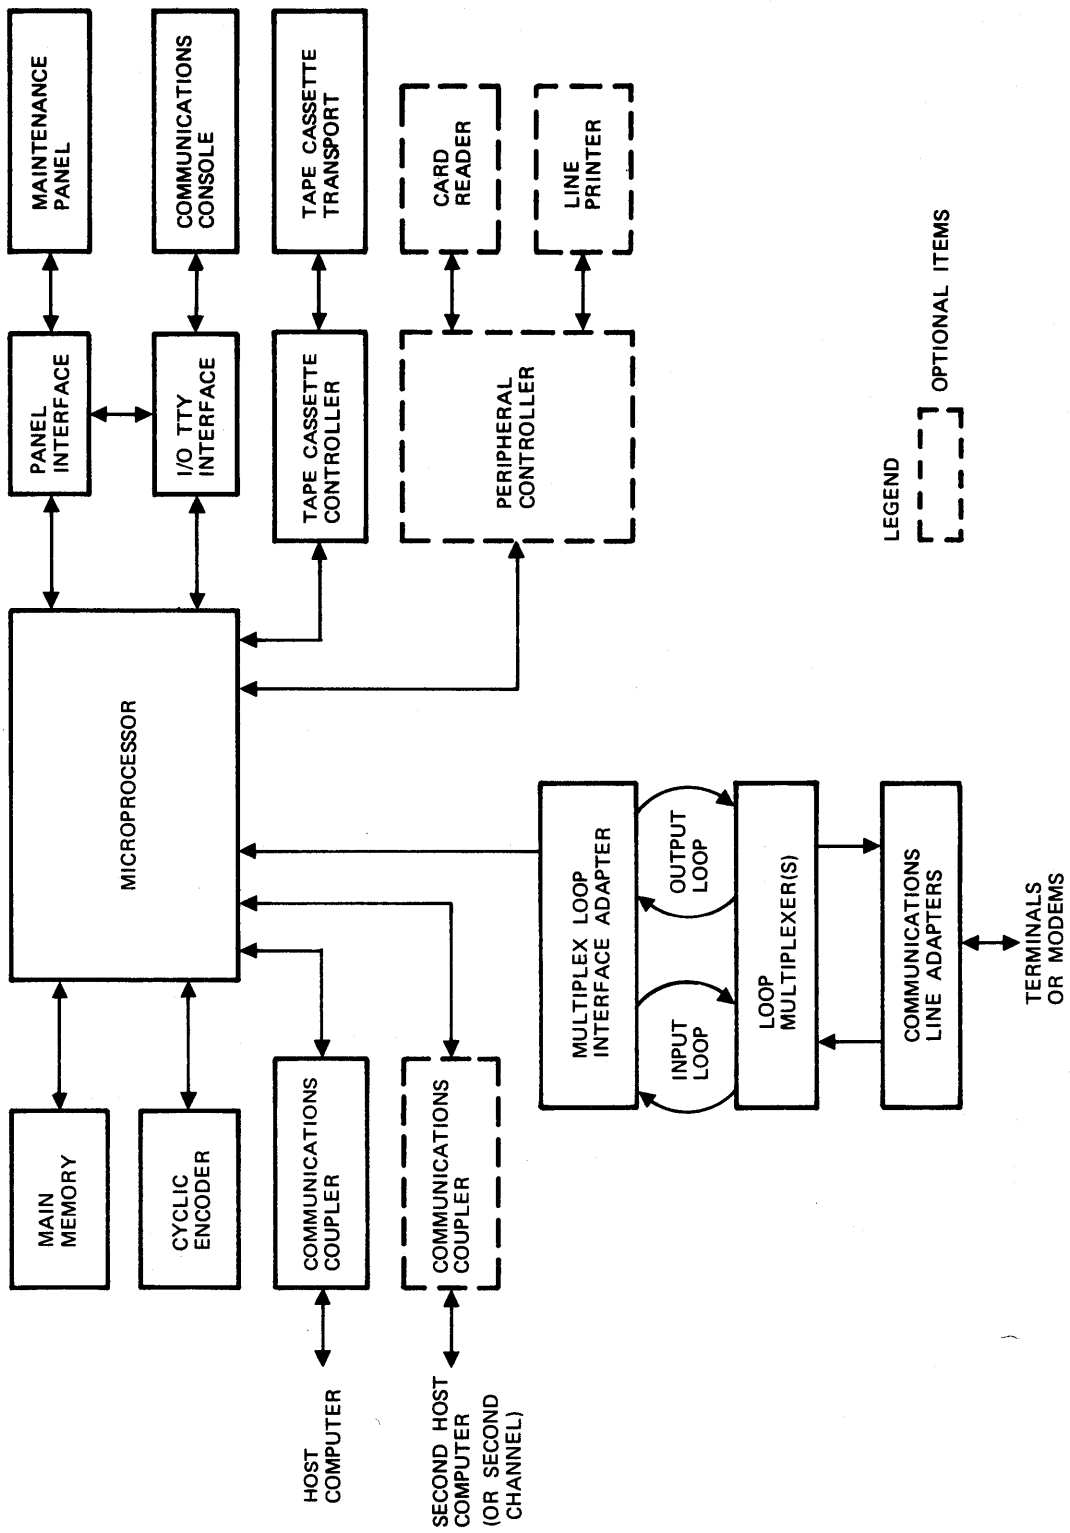 MAIN
MEMORY
MICROPROCESSOR
PANEL
INTERFACE
MAINTENANCE
PANEL
CYCLIC
ENCODER
I/O TTY
INTERFACE
COMMUNICATIONS
CONSOLE
HOST
COMPUTER
COMMUNICATIONS
COUPLER
TAPE CASSETTE
CONTROLLER
TAPE CASSETTE
TRANSPORT
SECOND HOST
COMPUTER
(OR SECOND
CHANNEL)
COMMUNICATIONS
COUPLER
PERIPHERAL
CONTROLLER
CARD
READER
LINE
PRINTER
MULTIPLEX LOOP
INTERFACE ADAPTER
INPUT
LOOP
OUTPUT
LOOP
LOOP
MULTIPLEXER(S)
COMMUNICATIONS
LINE ADAPTERS
TERMINALS
OR MODEMS
LEGEND
OPTIONAL ITEMS